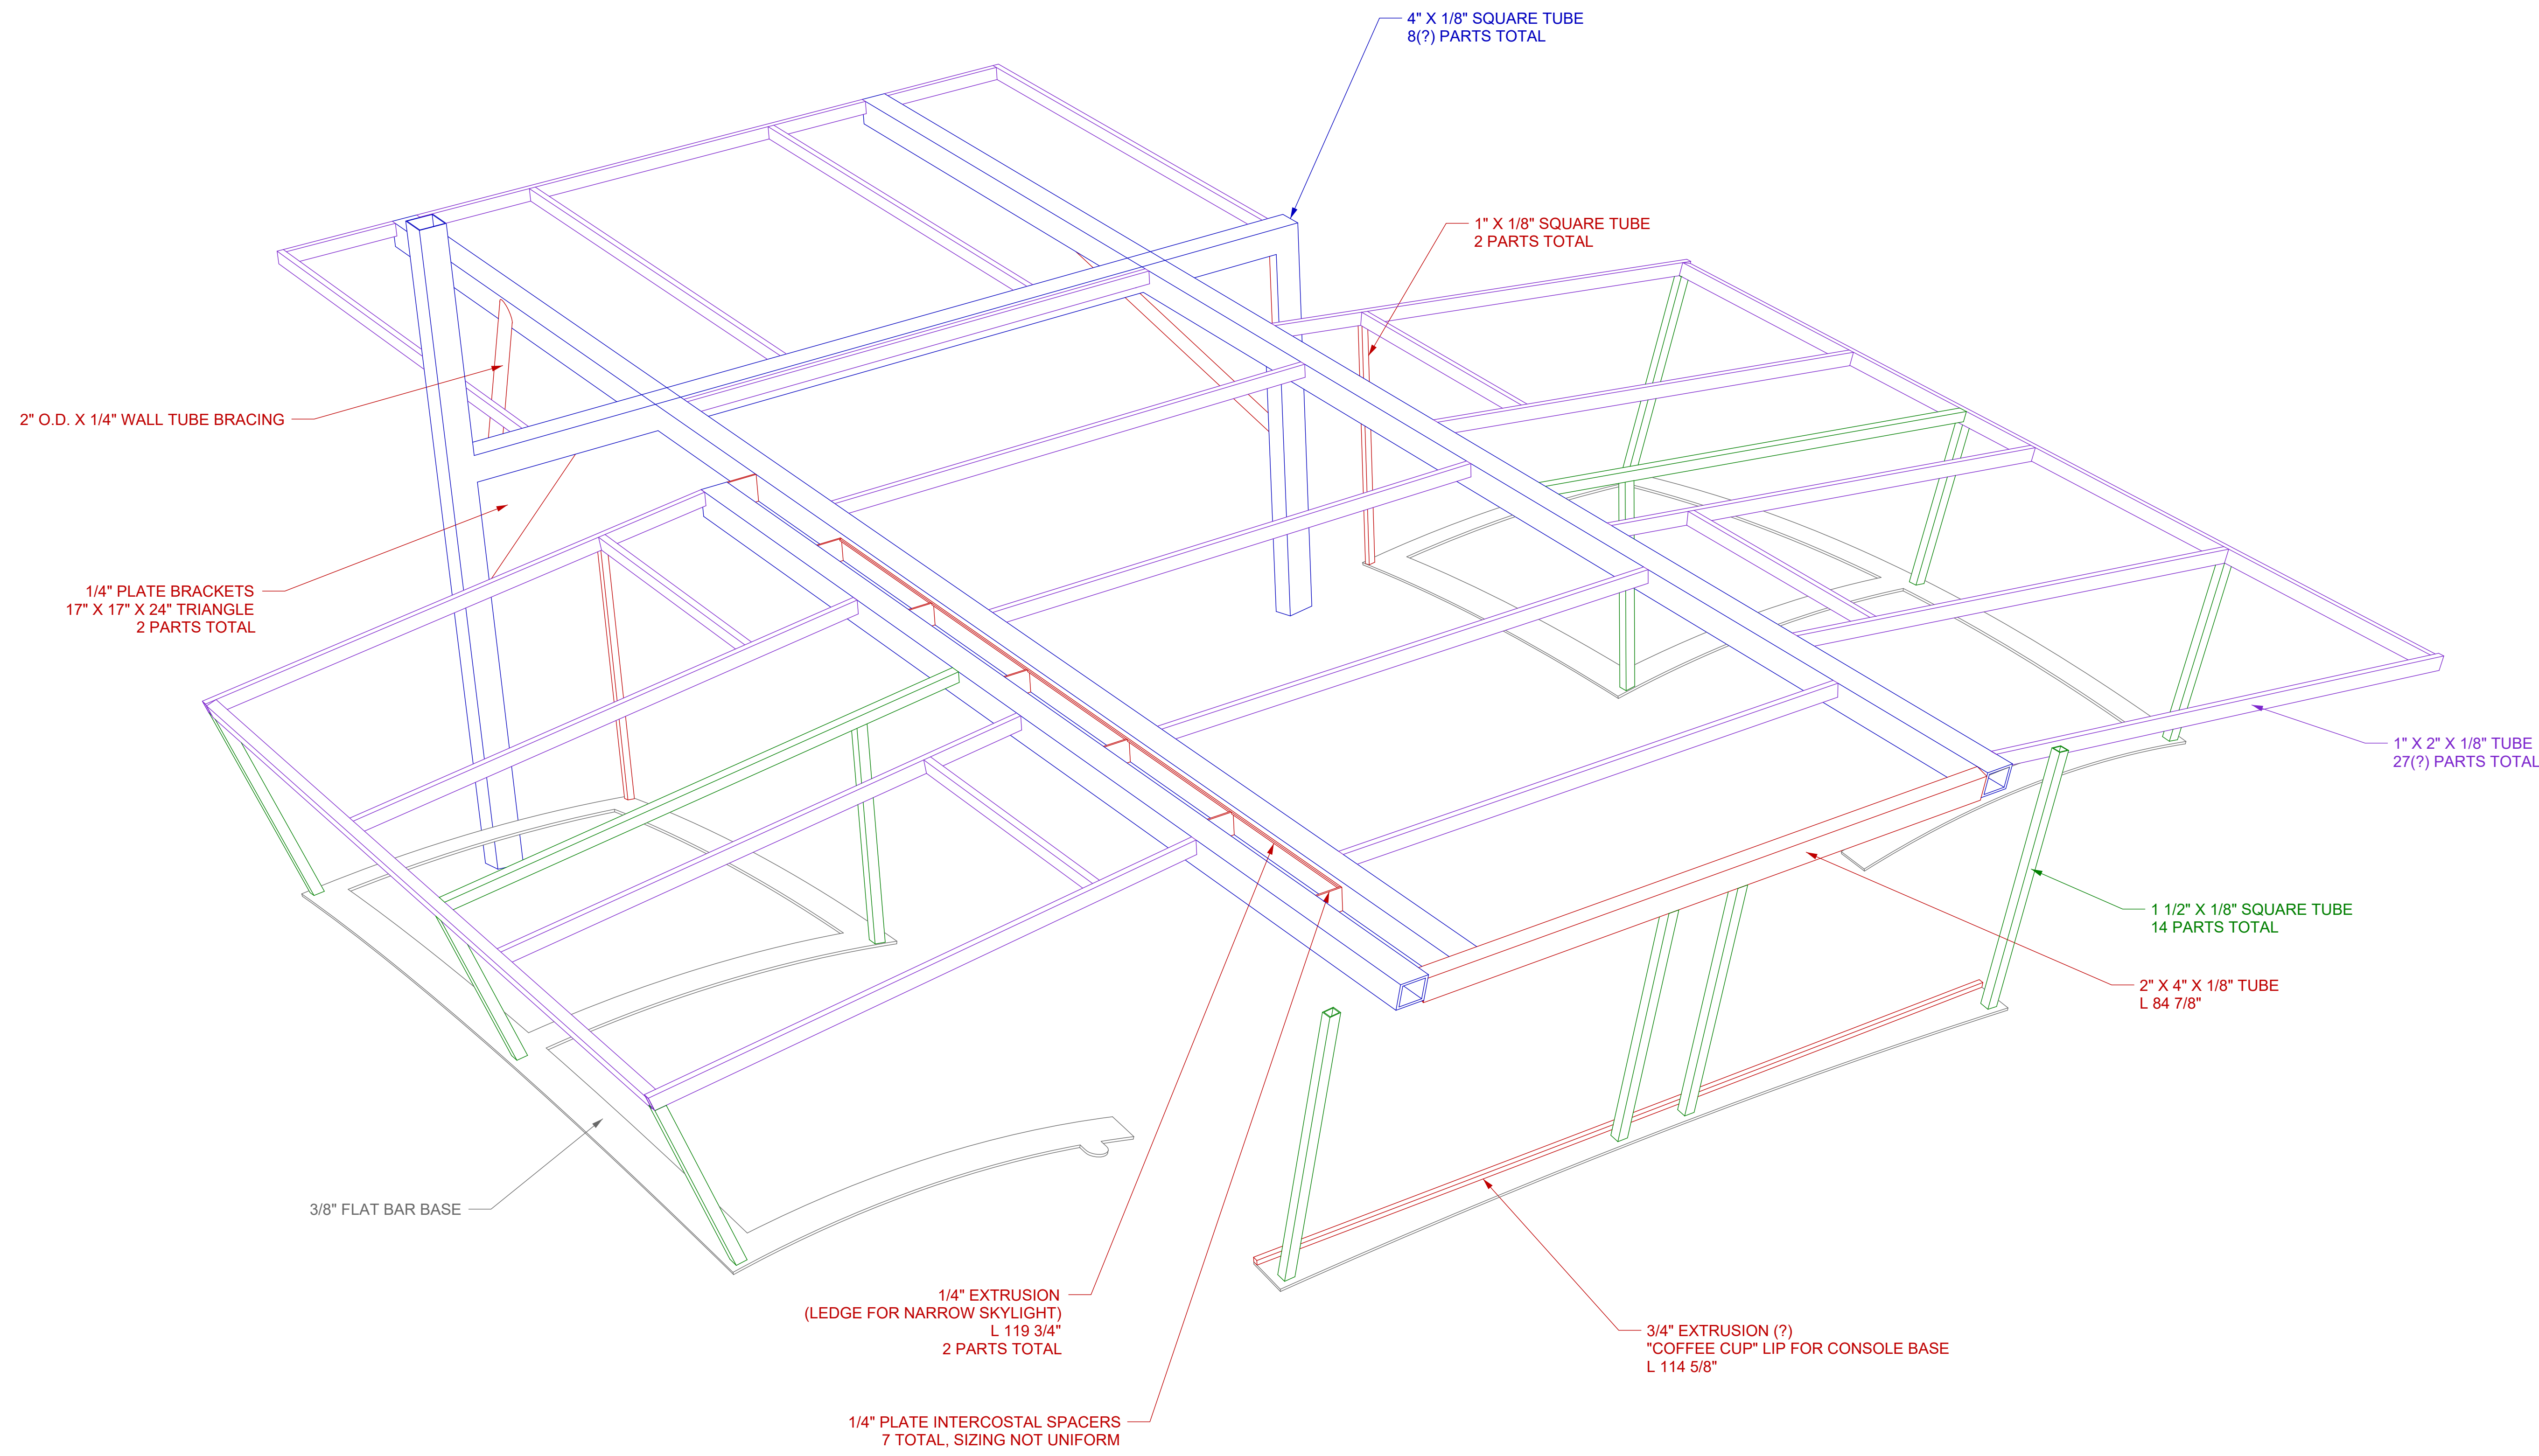 4" X 1/8" SQUARE TUBE
8(?) PARTS TOTAL
1" X 1/8" SQUARE TUBE
2 PARTS TOTAL
2" O.D. X 1/4" WALL TUBE BRACING
1/4" PLATE BRACKETS
17" X 17" X 24" TRIANGLE
2 PARTS TOTAL
1" X 2" X 1/8" TUBE
27(?) PARTS TOTAL
1 1/2" X 1/8" SQUARE TUBE
14 PARTS TOTAL
2" X 4" X 1/8" TUBE
L 84 7/8"
3/8" FLAT BAR BASE
1/4" EXTRUSION
(LEDGE FOR NARROW SKYLIGHT)
L 119 3/4"
2 PARTS TOTAL
3/4" EXTRUSION (?)
"COFFEE CUP" LIP FOR CONSOLE BASE
L 114 5/8"
1/4" PLATE INTERCOSTAL SPACERS
7 TOTAL, SIZING NOT UNIFORM